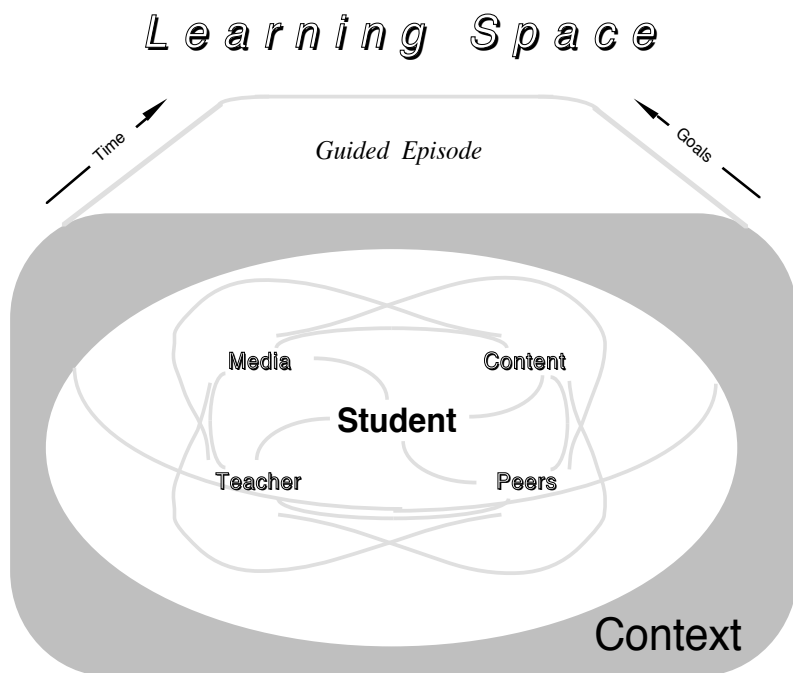 Learning Space
Time
Goals
Guided Episode
Media
Content
Student
Teacher
Peers
Context